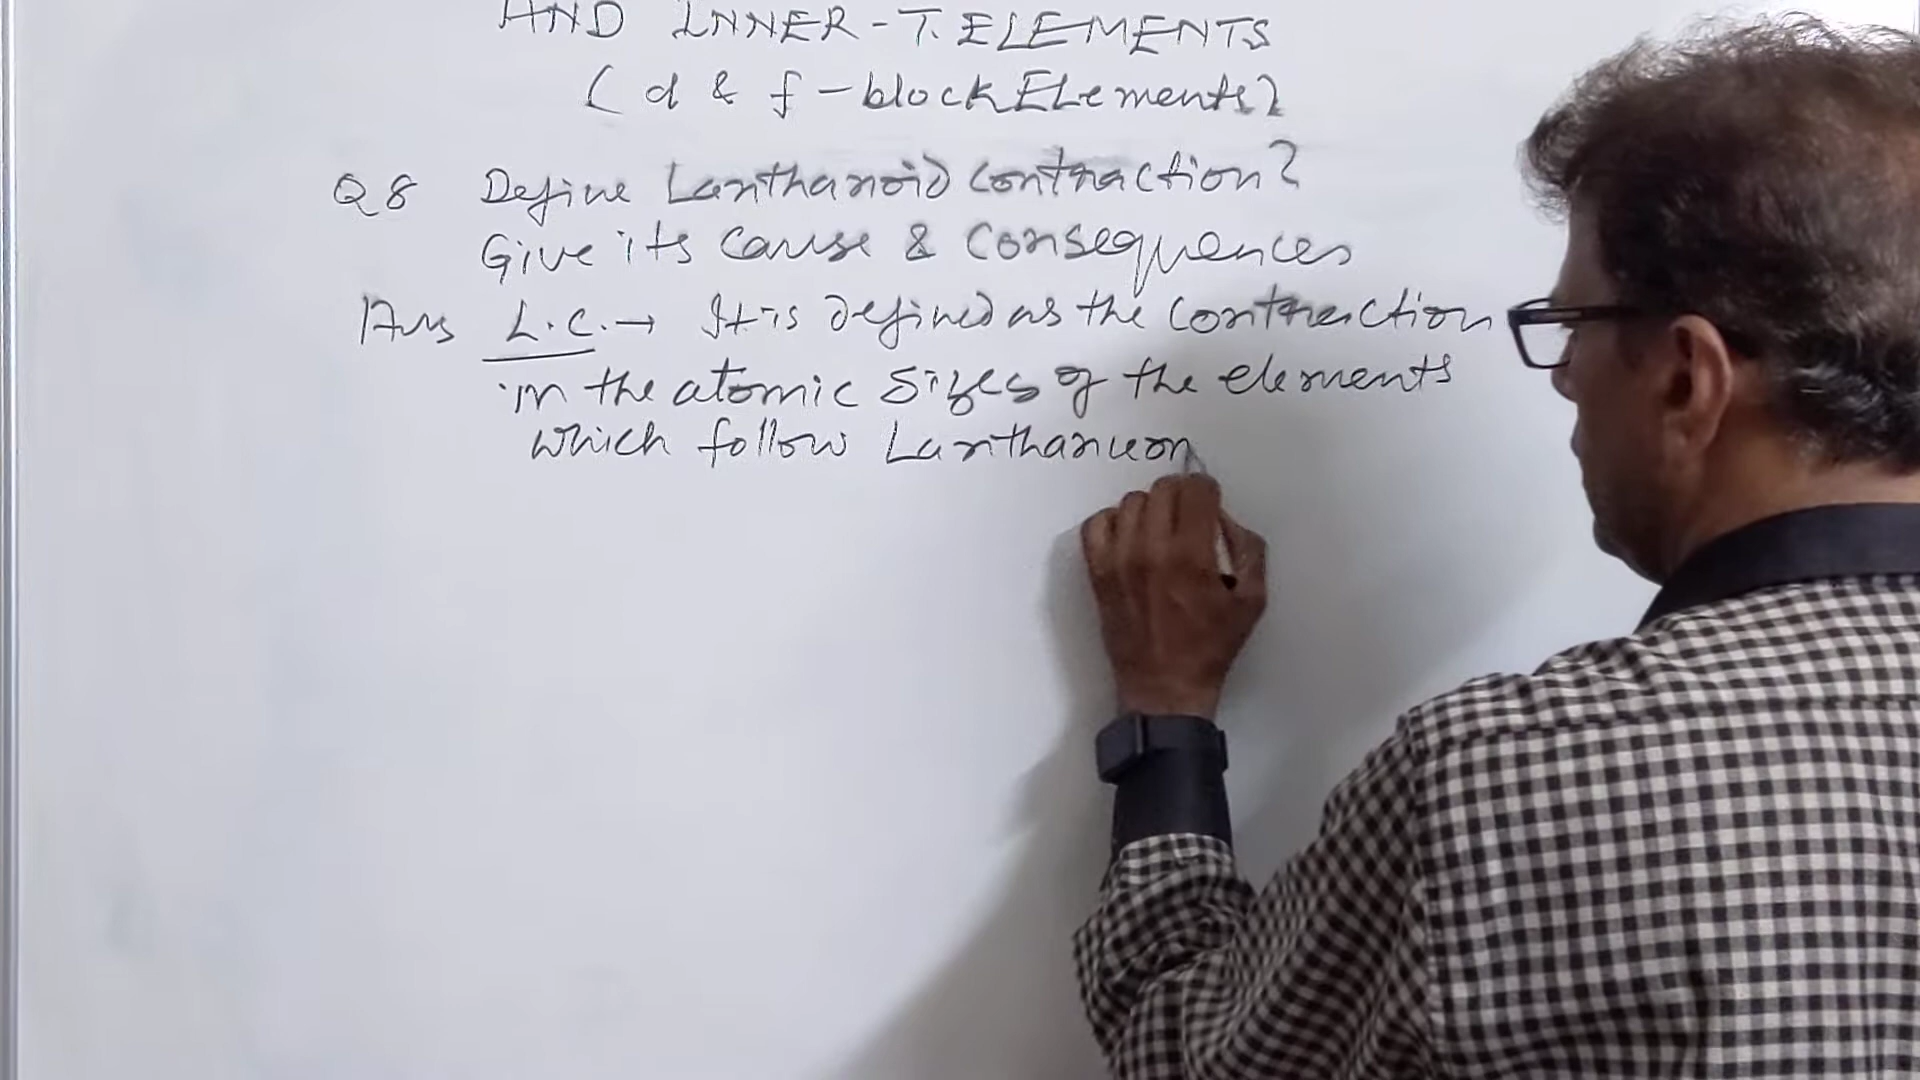 AND INNER-T. ELEMENTS
(d & f-block ELements)
Q8 Define Lanthanoid Contraction?
Give its cause & Consequences
Ans L.C. → It is defined as the Contraction
in the atomic sizes of the elements
which follow Lanthanuon